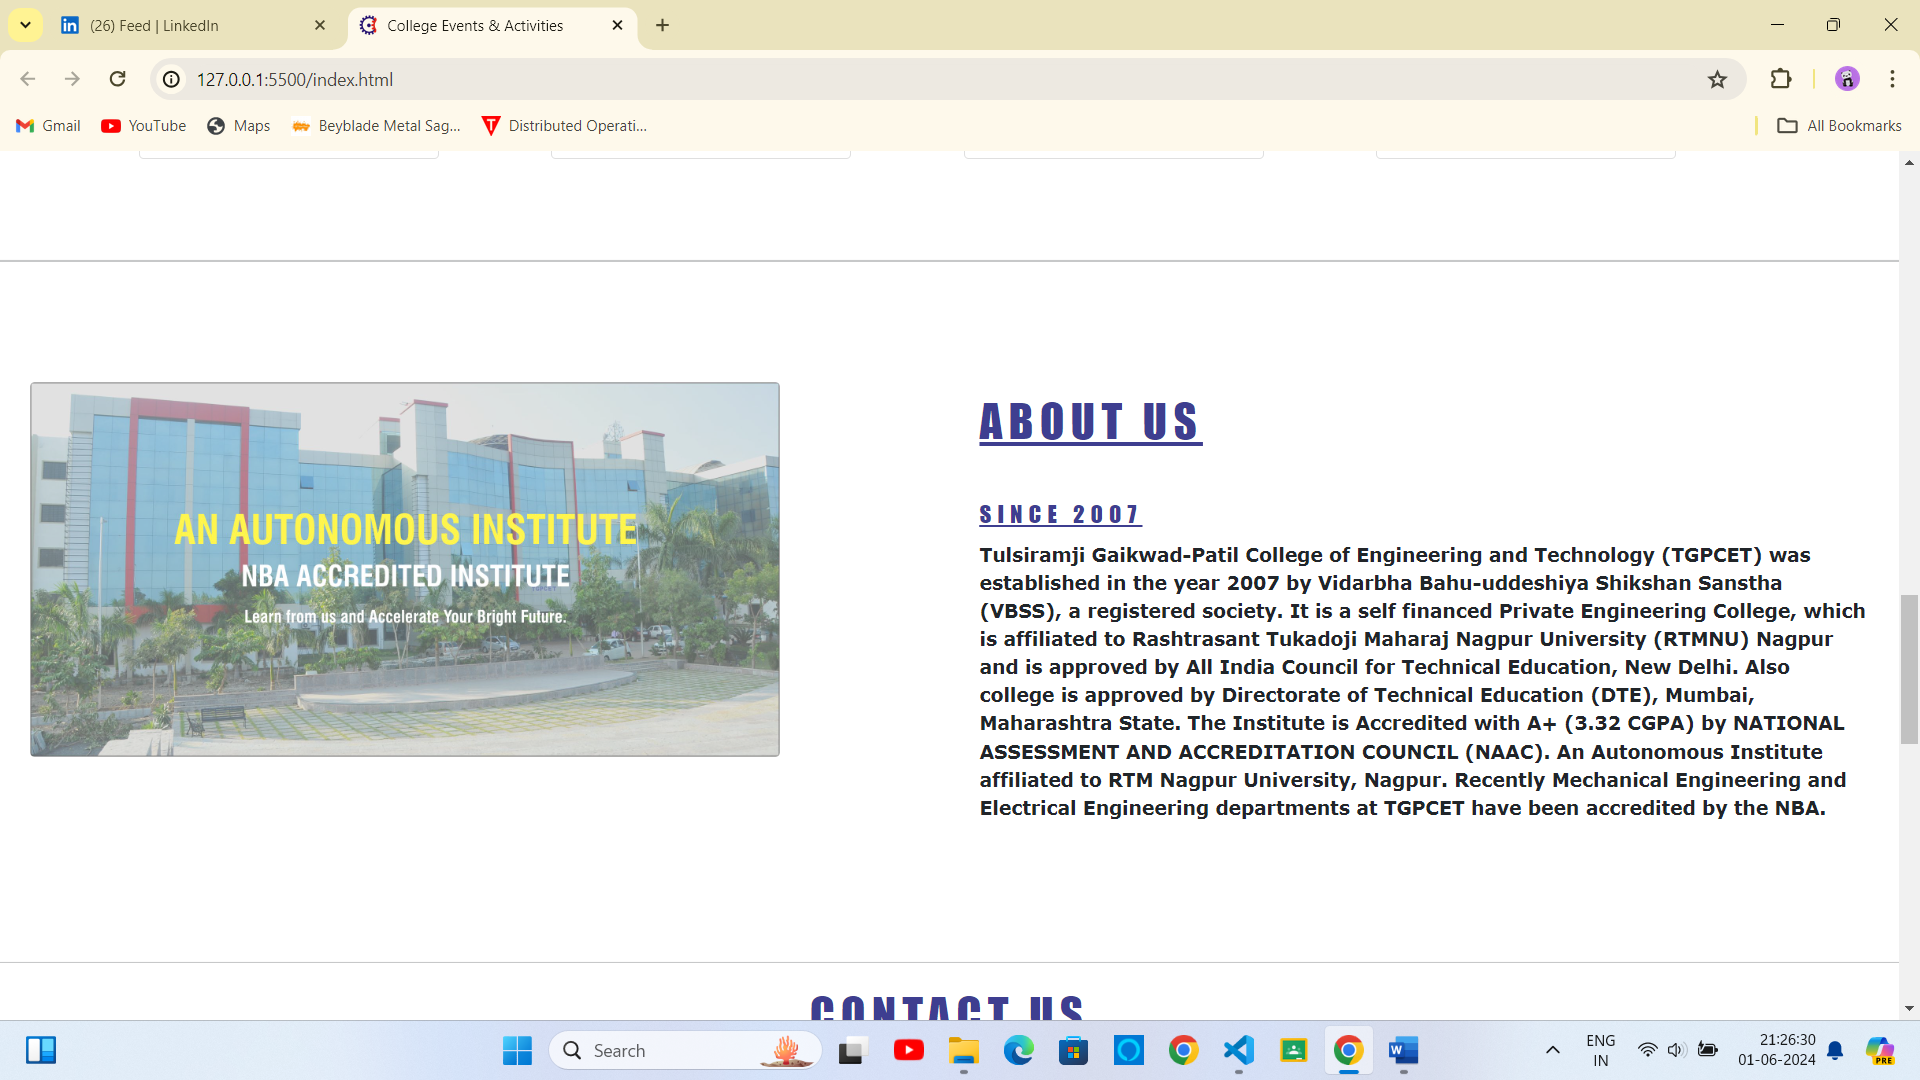 (26) Feed | LinkedIn
College Events & Activities
127.0.0.1:5500/index.html
Gmail
YouTube
Maps
Beyblade Metal Sag...
Distributed Operati...
All Bookmarks
AN AUTONOMOUS INSTITUTE
NBA ACCREDITED INSTITUTE
Learn from us and Accelerate Your Bright Future.
ABOUT US
SINCE 2007
Tulsiramji Gaikwad-Patil College of Engineering and Technology (TGPCET) was
established in the year 2007 by Vidarbha Bahu-uddeshiya Shikshan Sanstha
(VBSS), a registered society. It is a self financed Private Engineering College, which
is affiliated to Rashtrasant Tukadoji Maharaj Nagpur University (RTMNU) Nagpur
and is approved by All India Council for Technical Education, New Delhi. Also
college is approved by Directorate of Technical Education (DTE), Mumbai,
Maharashtra State. The Institute is Accredited with A+ (3.32 CGPA) by NATIONAL
ASSESSMENT AND ACCREDITATION COUNCIL (NAAC). An Autonomous Institute
affiliated to RTM Nagpur University, Nagpur. Recently Mechanical Engineering and
Electrical Engineering departments at TGPCET have been accredited by the NBA.
CONTACT US
Search
ENG
IN
21:26:30
01-06-2024
PRE